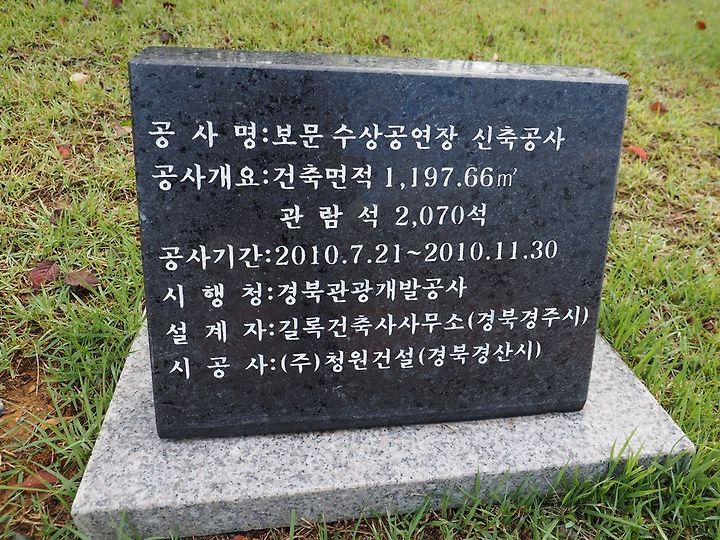 공 사 명:보문 수상공연장 신축공사
공사개요:건축면적 1,197.66㎡
관 람 석 2,070석
공사기간:2010.7.21~2010.11.30
시 행 청:경북관광개발공사
설 계 자:길록건축사사무소(경북경주시)
시 공 사:(주)청원건설(경북경산시)